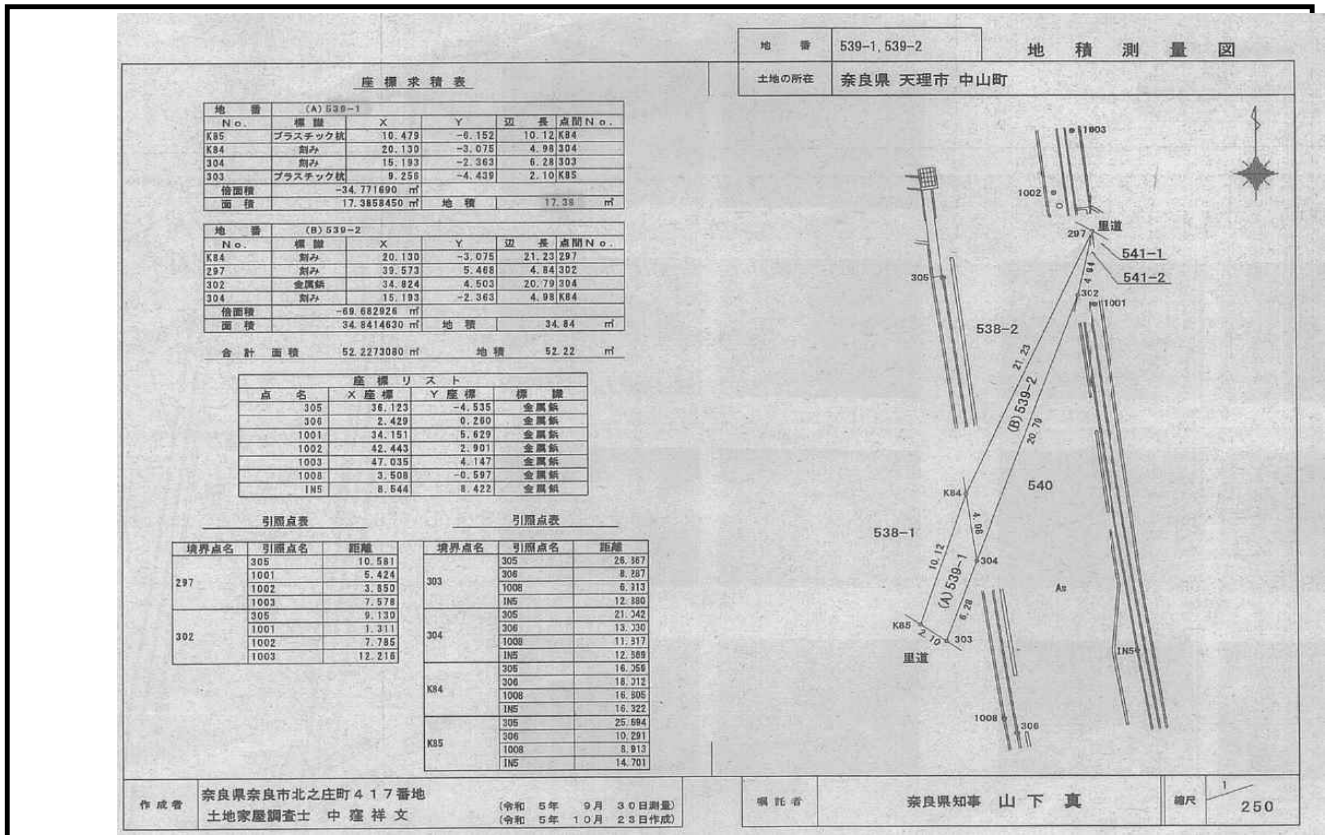 地番 539-1,539-2 地積測量図
土地の所在 奈良県 天理市 中山町
座標求積表
地番 (A)539-1
No. 標識 X Y 辺長 点間No.
K85 プラスチック杭 10.479 -6.152 10.12 K84
K84 刻み 20.130 -3.075 4.98 304
304 刻み 15.193 -2.363 6.28 303
303 プラスチック杭 9.256 -4.439 2.10 K85
倍面積 -34.771690 ㎡
面積 17.3858450 ㎡ 地積 17.38 ㎡
地番 (B)539-2
No. 標識 X Y 辺長 点間No.
K84 刻み 20.130 -3.075 21.23 297
297 刻み 39.573 5.468 4.84 302
302 金属鋲 34.824 4.503 20.79 304
304 刻み 15.193 -2.363 4.98 K84
倍面積 -69.682926 ㎡
面積 34.8414630 ㎡ 地積 34.84 ㎡
合計 面積 52.2273080 ㎡ 地積 52.22 ㎡
座標リスト
点名 X座標 Y座標 標識
305 36.123 -4.535 金属鋲
306 2.429 0.260 金属鋲
1001 34.151 5.629 金属鋲
1002 42.443 2.901 金属鋲
1003 47.035 4.147 金属鋲
1008 3.508 -0.597 金属鋲
IN5 8.544 8.422 金属鋲
引照点表
境界点名 引照点名 距離
297
305 10.581
1001 5.424
1002 3.850
1003 7.578
302
305 9.130
1001 1.311
1002 7.785
1003 12.216
引照点表
境界点名 引照点名 距離
303
305 26.867
306 8.287
1008 6.913
IN5 12.880
304
305 21.042
306 13.030
1008 11.817
IN5 12.689
K84
305 16.059
306 18.012
1008 16.805
IN5 16.322
K85
305 25.694
306 10.291
1008 8.913
IN5 14.701
1003
1002
297 里道
541-1
4.84
541-2
305
302
1001
538-2
21.23
(B)539-2
20.79
540
K84
538-1
4.98
10.12
304
(A)539-1
As
6.28
K85
2.10
303
里道
IN5
1008
306
作成者
奈良県奈良市北之庄町417番地
土地家屋調査士 中窪祥文
(令和 5年 9月 30日測量)
(令和 5年 10月 23日作成)
嘱託者 奈良県知事 山下 真
縮尺 1/250